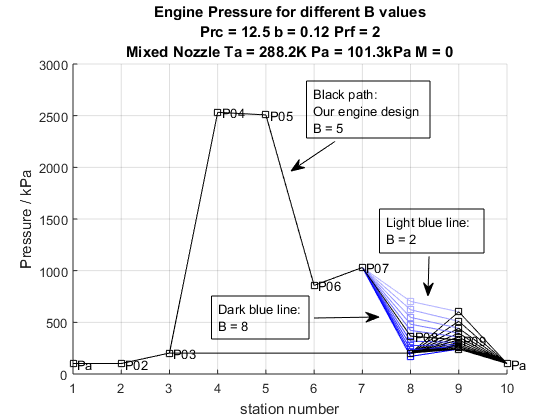 Engine Pressure for different B values
Prc = 12.5 b = 0.12 Prf = 2
Mixed Nozzle Ta = 288.2K Pa = 101.3kPa M = 0
3000
2500
2000
1500
1000
500
0
Pressure / kPa
Black path:
Our engine design
B = 5
Light blue line:
B = 2
Dark blue line:
B = 8
Pa
P02
P03
P04
P05
P06
P07
P08
P09
Pa
1 2 3 4 5 6 7 8 9 10
station number